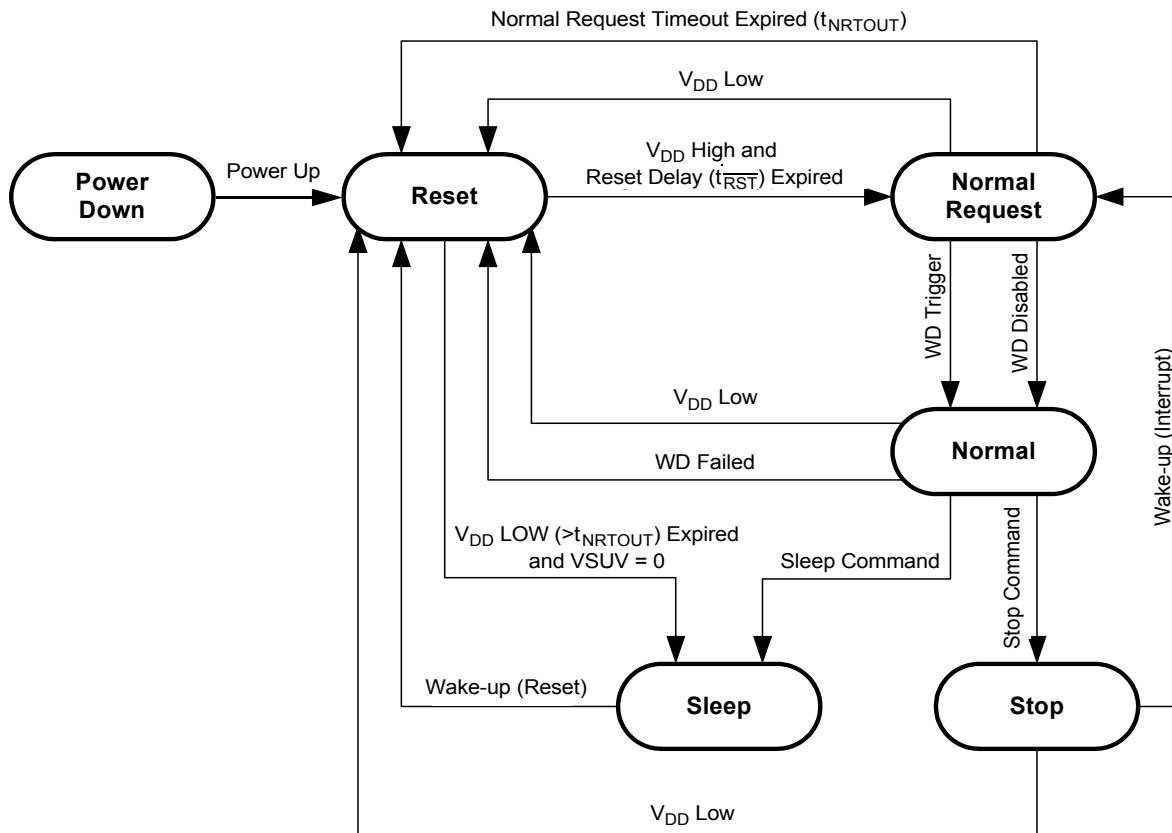 Normal Request Timeout Expired (tNRTOUT)
VDD Low
Power Up
VDD High and
Reset Delay (tRST) Expired
Power
Down
Reset
Normal
Request
WD Trigger
WD Disabled
Wake-up (Interrupt)
VDD Low
Normal
WD Failed
VDD LOW (>tNRTOUT) Expired
and VSUV = 0
Sleep Command
Stop Command
Wake-up (Reset)
Sleep
Stop
VDD Low